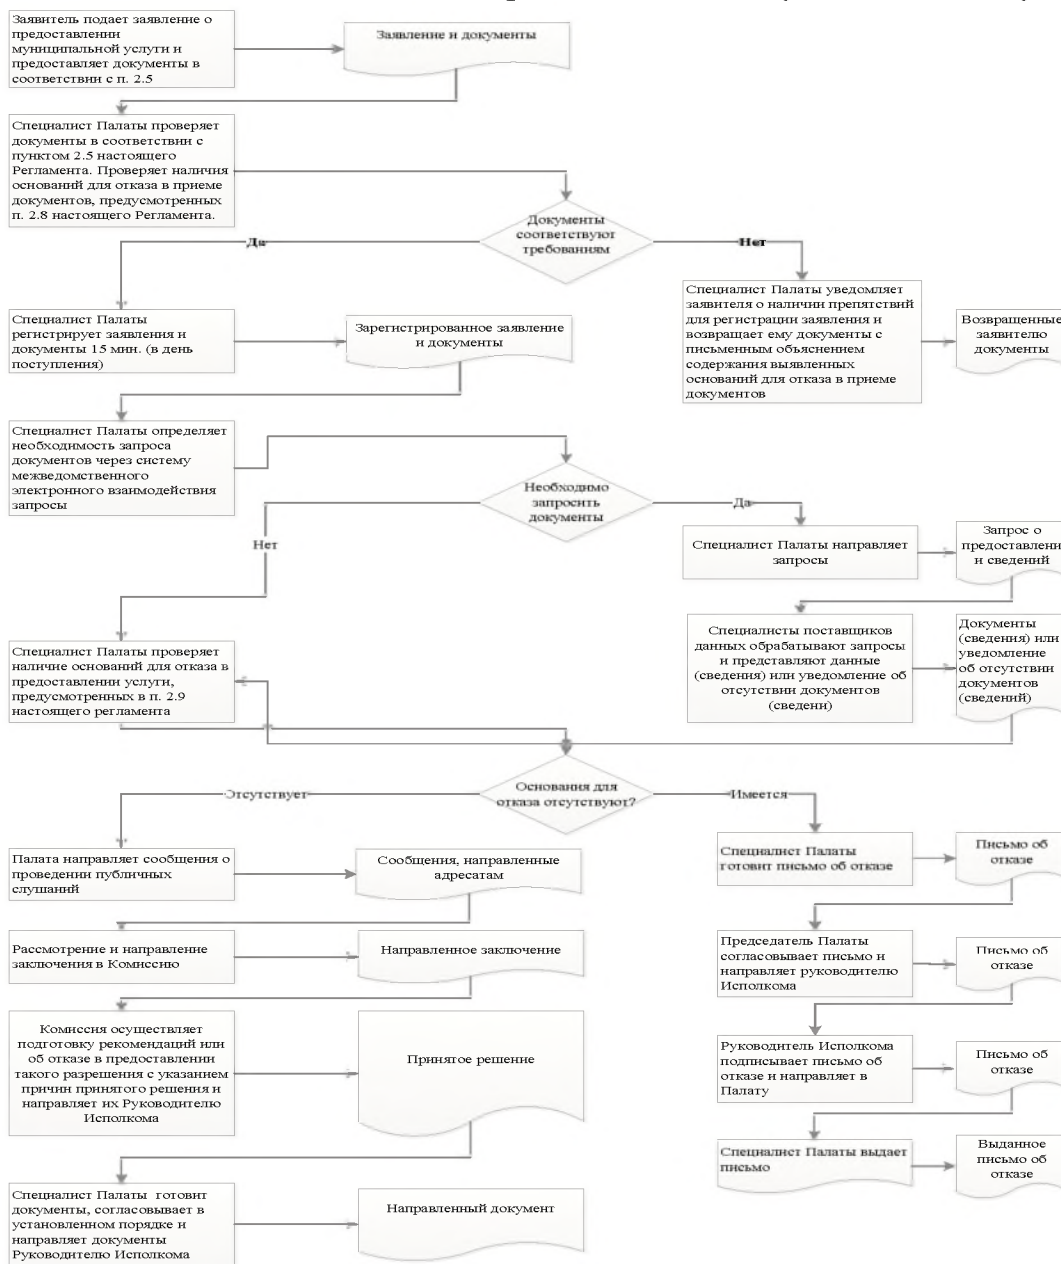 Заявитель подает заявление о
предоставлении
муниципальной услуги и
предоставляет документы в
соответствии с п. 2.5
Заявление и документы
Специалист Палаты проверяет
документы в соответствии с
пунктом 2.5 настоящего
Регламента. Проверяет наличия
оснований для отказа в приеме
документов, предусмотренных
п. 2.8 настоящего Регламента.
Документы
соответствуют
требованиям
Да
Нет
Специалист Палаты
регистрирует заявления и
документы 15 мин. (в день
поступления)
Зарегистрированное заявление
и документы
Специалист Палаты уведомляет
заявителя о наличии препятствий
для регистрации заявления и
возвращает ему документы с
письменным объяснением
содержания выявленных
оснований для отказа в приеме
документов
Возвращенные
заявителю
документы
Специалист Палаты определяет
необходимость запроса
документов через систему
межведомственного
электронного взаимодействия
запросы
Необходимо
запросить
документы
Нет
Да
Специалист Палаты направляет
запросы
Запрос о
предоставлени
и сведений
Специалист Палаты проверяет
наличие оснований для отказа в
предоставлении услуги,
предусмотренных в п. 2.9
настоящего регламента
Специалисты поставщиков
данных обрабатывают запросы
и представляют данные
(сведения) или уведомление об
отсутствии документов
(сведени)
Документы
(сведения) или
уведомление
об отсутствии
документов
(сведений)
Основания для
отказа отсутствуют?
Отсутствует
Имеется
Палата направляет сообщения о
проведении публичных
слушаний
Сообщения, направленные
адресатам
Специалист Палаты
готовит письмо об отказе
Письмо об
отказе
Рассмотрение и направление
заключения в Комиссию
Направленное заключение
Председатель Палаты
согласовывает письмо и
направляет руководителю
Исполкома
Письмо об
отказе
Комиссия осуществляет
подготовку рекомендаций или
об отказе в предоставлении
такого разрешения с указанием
причин принятого решения и
направляет их Руководителю
Исполкома
Принятое решение
Руководитель Исполкома
подписывает письмо об
отказе и направляет в
Палату
Письмо об
отказе
Специалист Палаты выдает
письмо
Выданное
письмо об
отказе
Специалист Палаты готовит
документы, согласовывает в
установленном порядке и
направляет документы
Руководителю Исполкома
Направленный документ